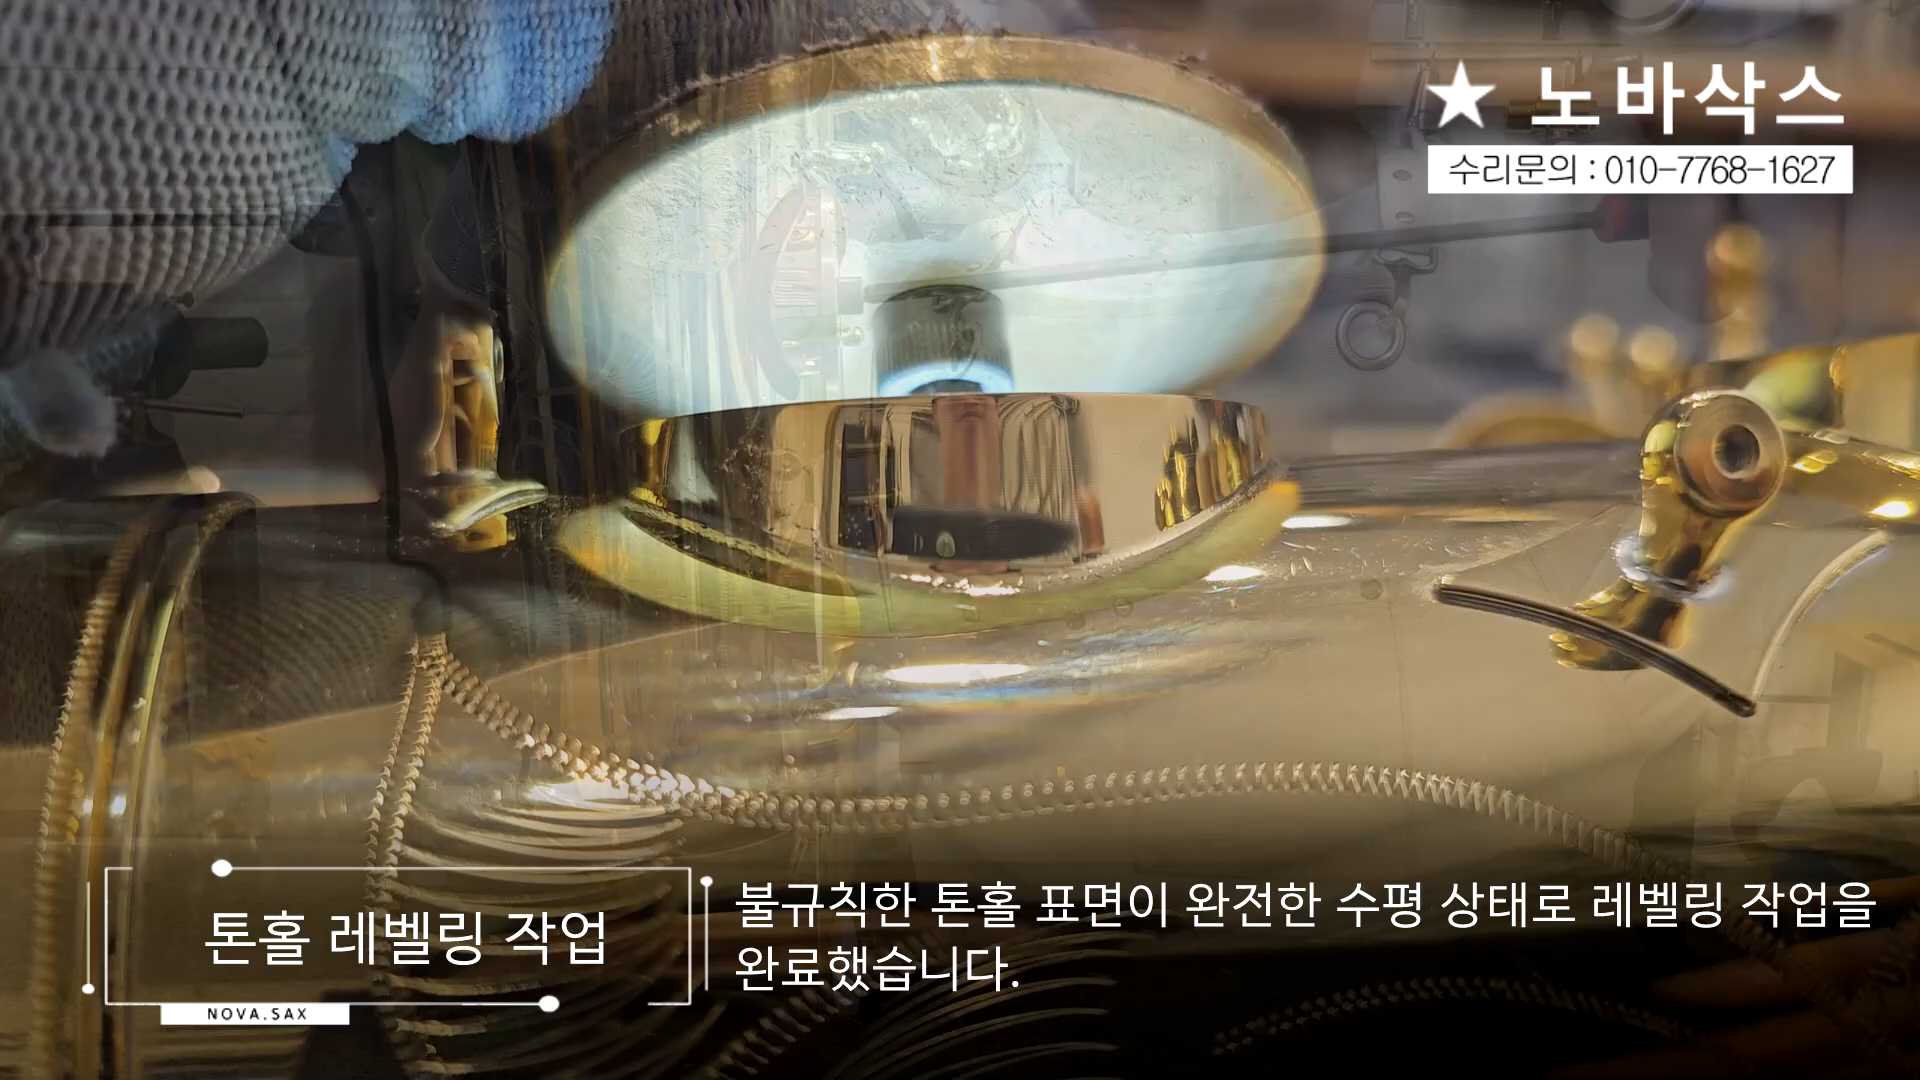 ★ 노바삭스
수리문의 : 010-7768-1627
톤홀 레벨링 작업
NOVA.SAX
불규칙한 톤홀 표면이 완전한 수평 상태로 레벨링 작업을
완료했습니다.